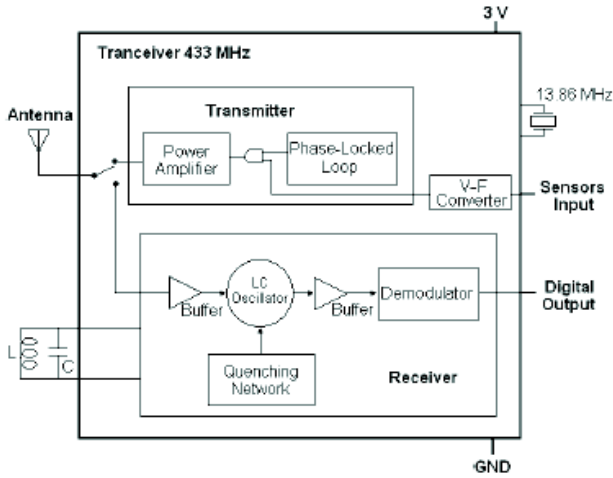 3 V
Tranceiver 433 MHz
13.86 MHz
Antenna
Transmitter
Power
Amplifier
Phase-Locked
Loop
V-F
Converter
Sensors
Input
LC
Oscillator
Buffer
Buffer
Demodulator
Digital
Output
L
C
Quenching
Network
Receiver
GND